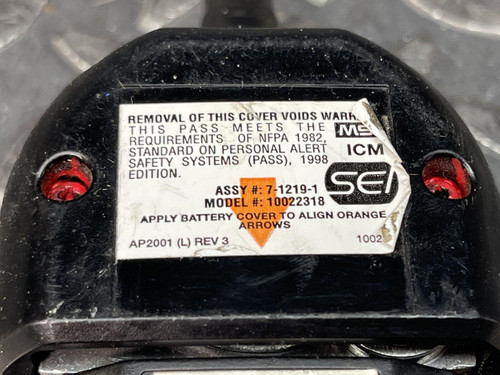 REMOVAL OF THIS COVER VOIDS
THIS PASS MEETS THE
REQUIREMENTS OF NFPA 1982,
STANDARD ON PERSONAL ALERT
SAFETY SYSTEMS (PASS), 1998
EDITION.
ICM
SEI
ASSY #: 7-1219-1
MODEL #: 10022318
APPLY BATTERY COVER TO ALIGN ORANGE
ARROWS
AP2001 (L) REV 3